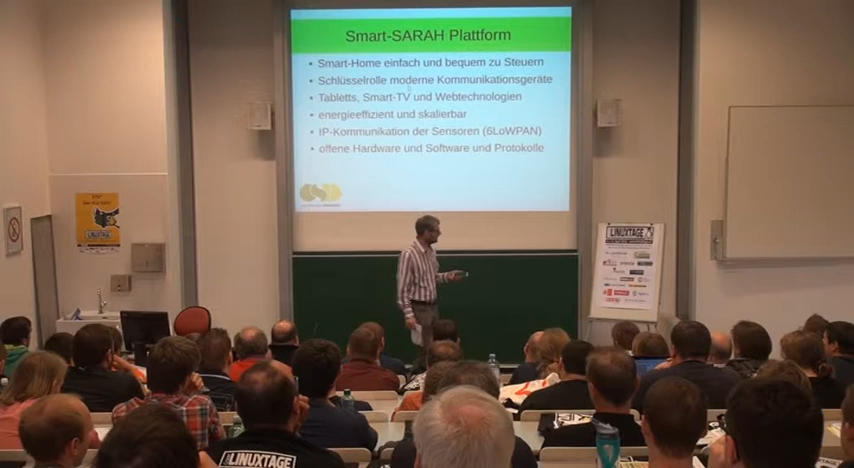 Smart-SARAH Plattform
• Smart-Home einfach und bequem zu Steuern
• Schlüsselrolle moderne Kommunikationsgeräte
• Tabletts, Smart-TV und Webtechnologien
• energieeffizient und skalierbar
• IP-Kommunikation der Sensoren (6LoWPAN)
• offene Hardware und Software und Protokolle
LINUXTAGE
LINUXTAGE
LINUXTAGE